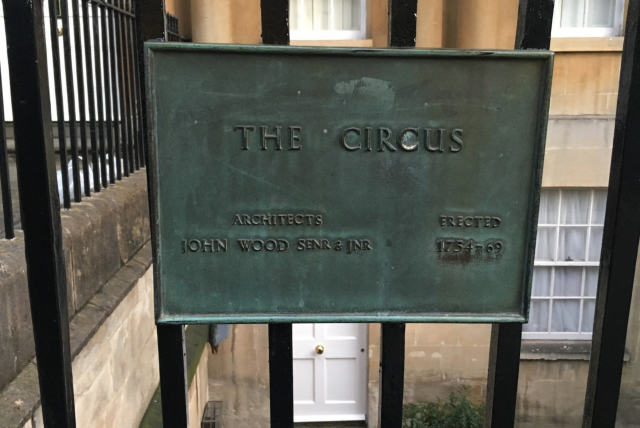 THE CIRCUS
ARCHITECTS
JOHN WOOD SENR & JNR
ERECTED
1754-69